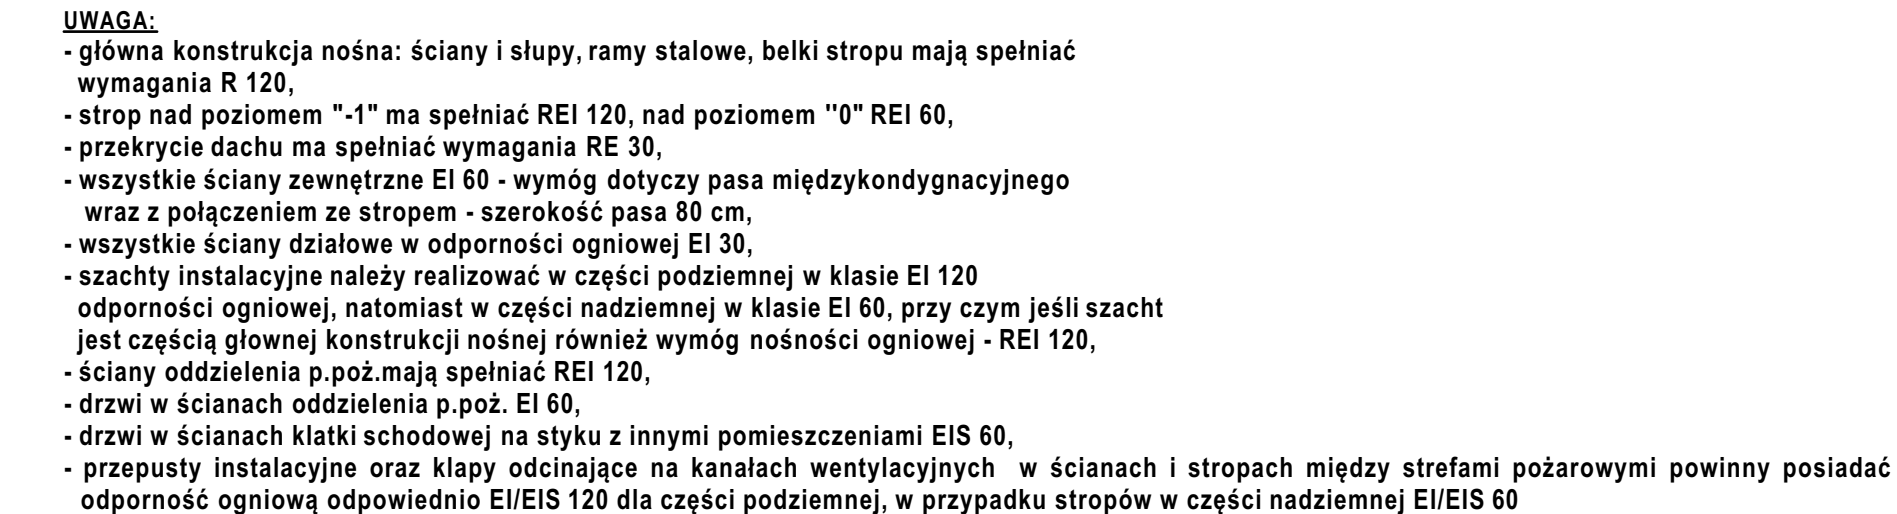 UWAGA:
- główna konstrukcja nośna: ściany i słupy, ramy stalowe, belki stropu mają spełniać
wymagania R 120,
- strop nad poziomem "-1" ma spełniać REI 120, nad poziomem ''0" REI 60,
- przekrycie dachu ma spełniać wymagania RE 30,
- wszystkie ściany zewnętrzne EI 60 - wymóg dotyczy pasa międzykondygnacyjnego
wraz z połączeniem ze stropem - szerokość pasa 80 cm,
- wszystkie ściany działowe w odporności ogniowej EI 30,
- szachty instalacyjne należy realizować w części podziemnej w klasie EI 120
odporności ogniowej, natomiast w części nadziemnej w klasie EI 60, przy czym jeśli szacht
jest częścią głownej konstrukcji nośnej również wymóg nośności ogniowej - REI 120,
- ściany oddzielenia p.poż.mają spełniać REI 120,
- drzwi w ścianach oddzielenia p.poż. EI 60,
- drzwi w ścianach klatki schodowej na styku z innymi pomieszczeniami EIS 60,
- przepusty instalacyjne oraz klapy odcinające na kanałach wentylacyjnych w ścianach i stropach między strefami pożarowymi powinny posiadać
odporność ogniową odpowiednio EI/EIS 120 dla części podziemnej, w przypadku stropów w części nadziemnej EI/EIS 60